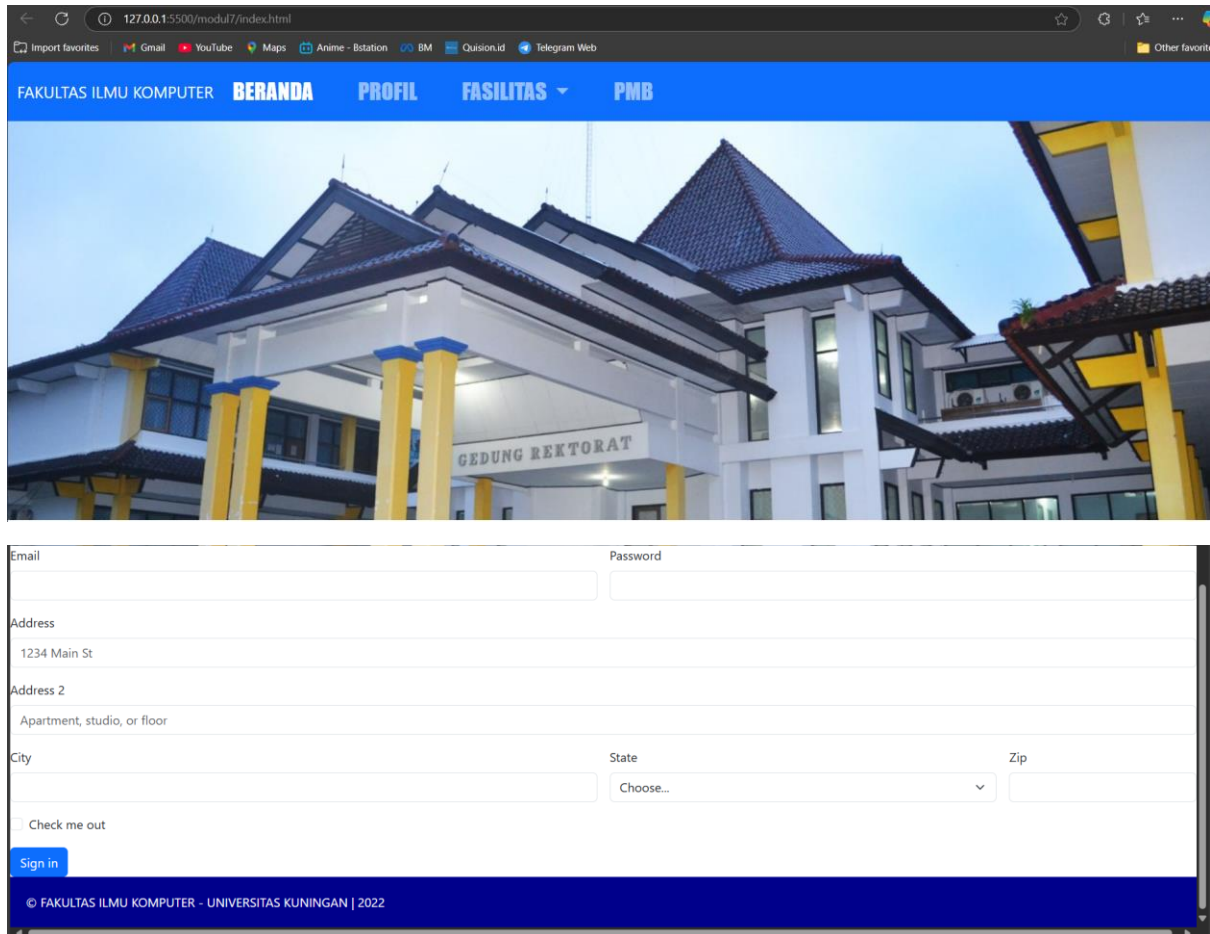 127.0.0.1:5500/modul7/index.html
Import favorites Gmail YouTube Maps Anime - Bstation BM Quision.id Telegram Web Other favorite
FAKULTAS ILMU KOMPUTER BERANDA PROFIL FASILITAS PMB
GEDUNG REKTORAT
Email Password
Address
1234 Main St
Address 2
Apartment, studio, or floor
City State Zip
Choose...
Check me out
Sign in
© FAKULTAS ILMU KOMPUTER - UNIVERSITAS KUNINGAN | 2022